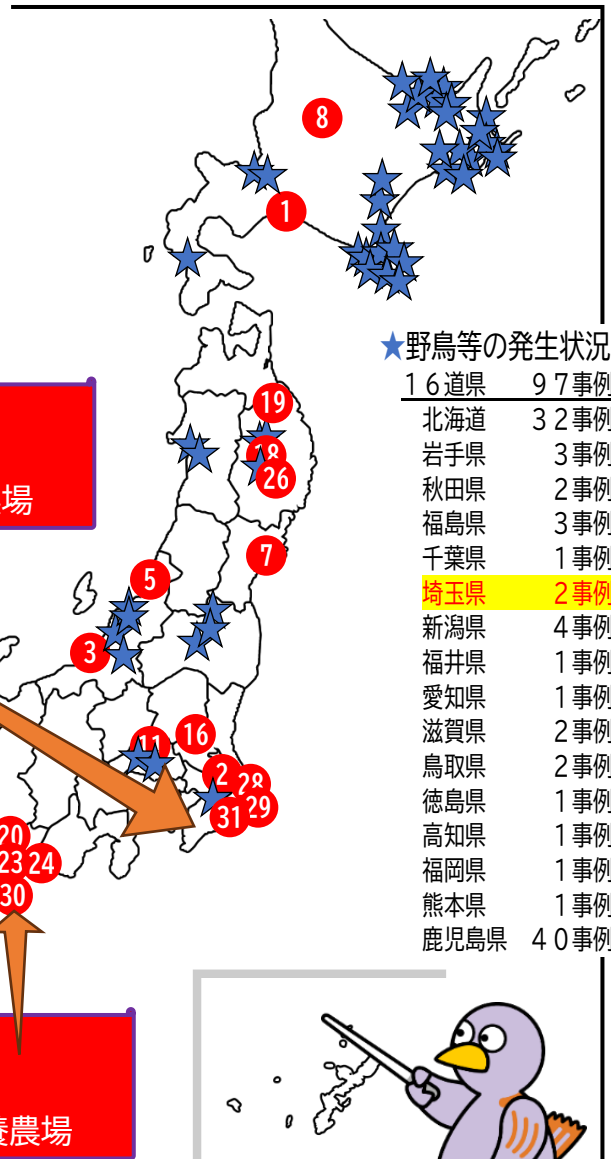 8
1
★野鳥等の発生状況
16道県 97事例
北海道 32事例
岩手県 3事例
秋田県 2事例
福島県 3事例
千葉県 1事例
埼玉県 2事例
新潟県 4事例
福井県 1事例
愛知県 1事例
滋賀県 2事例
鳥取県 2事例
徳島県 1事例
高知県 1事例
福岡県 1事例
熊本県 1事例
鹿児島県 40事例
19
26
場
7
5
3
16
11
2
28
29
31
20
23
24
30
農場